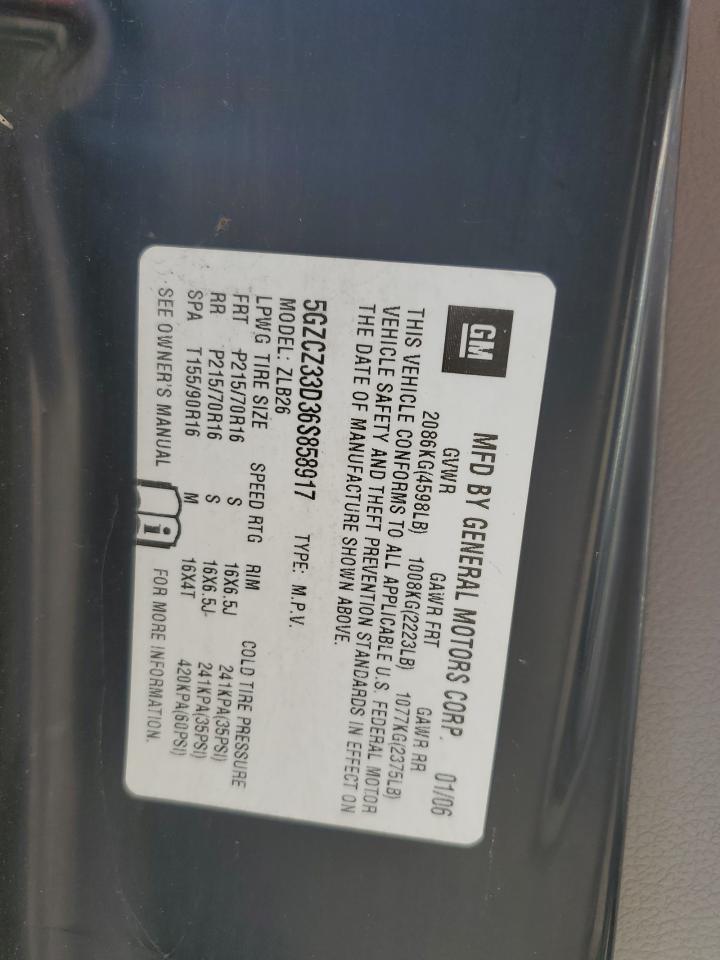 GM
MFD BY GENERAL MOTORS CORP. 01/06
GVWR GAWR FRT GAWR RR
2086KG(4598LB) 1008KG(2223LB) 1077KG(2375LB)
THIS VEHICLE CONFORMS TO ALL APPLICABLE U.S. FEDERAL MOTOR
VEHICLE SAFETY AND THEFT PREVENTION STANDARDS IN EFFECT ON
THE DATE OF MANUFACTURE SHOWN ABOVE.
5GZCZ33D36S858917 TYPE: M.P.V.
MODEL: ZLB26
LPWG TIRE SIZE SPEED RTG RIM COLD TIRE PRESSURE
FRT P215/70R16 S 16X6.5J 241KPA(35PSI)
RR P215/70R16 S 16X6.5J 241KPA(35PSI)
SPA T155/90R16 M 16X4T 420KPA(60PSI)
SEE OWNER'S MANUAL i FOR MORE INFORMATION.